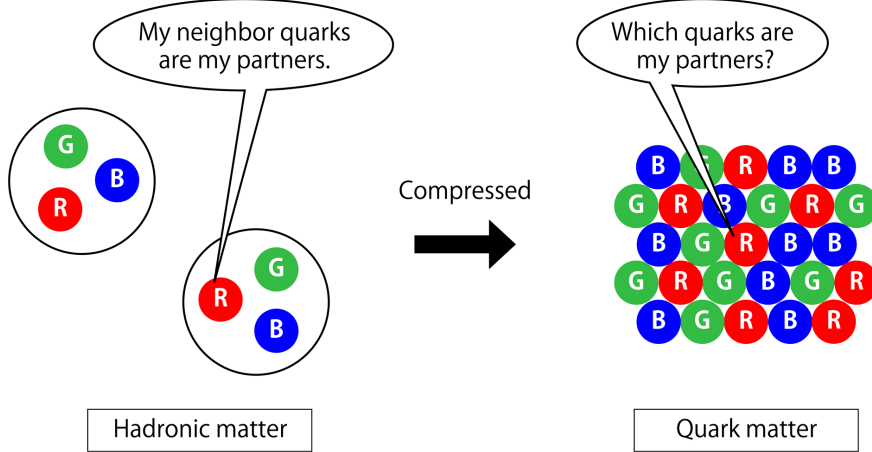 My neighbor quarks
are my partners.
Which quarks are
my partners?
G
B
R
G
R
B
Compressed
B G R B B
G R B G R G
B G R B B
G R G B G R
B G R B R
Hadronic matter
Quark matter